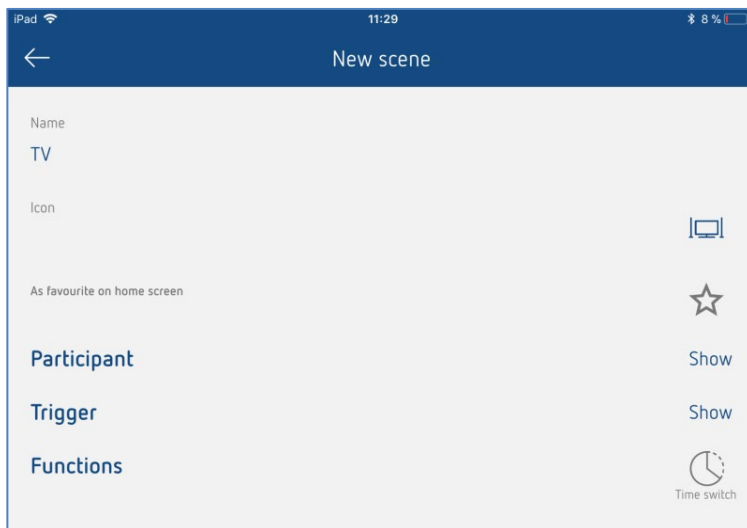 iPad 11:29 8 %
New scene
Name
TV
Icon
As favourite on home screen
Participant Show
Trigger Show
Functions
Time switch